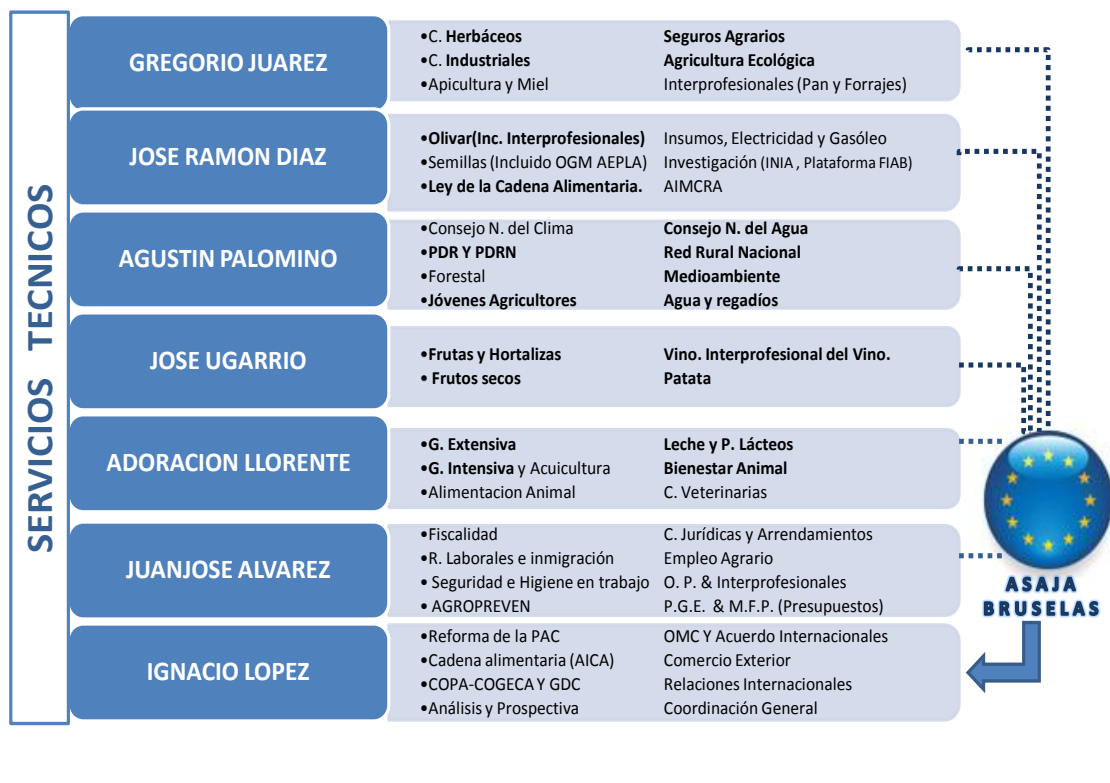 SERVICIOS TECNICOS
GREGORIO JUAREZ
•C. Herbáceos Seguros Agrarios
•C. Industriales Agricultura Ecológica
•Apicultura y Miel Interprofesionales (Pan y Forrajes)
JOSE RAMON DIAZ
•Olivar(Inc. Interprofesionales) Insumos, Electricidad y Gasóleo
•Semillas (Incluido OGM AEPLA) Investigación (INIA , Plataforma FIAB)
•Ley de la Cadena Alimentaria. AIMCRA
AGUSTIN PALOMINO
•Consejo N. del Clima Consejo N. del Agua
•PDR Y PDRN Red Rural Nacional
•Forestal Medioambiente
•Jóvenes Agricultores Agua y regadíos
JOSE UGARRIO
•Frutas y Hortalizas Vino. Interprofesional del Vino.
• Frutos secos Patata
ADORACION LLORENTE
•G. Extensiva Leche y P. Lácteos
•G. Intensiva y Acuicultura Bienestar Animal
•Alimentacion Animal C. Veterinarias
JUANJOSE ALVAREZ
•Fiscalidad C. Jurídicas y Arrendamientos
•R. Laborales e inmigración Empleo Agrario
• Seguridad e Higiene en trabajo O. P. & Interprofesionales
• AGROPREVEN P.G.E. & M.F.P. (Presupuestos)
IGNACIO LOPEZ
•Reforma de la PAC OMC Y Acuerdo Internacionales
•Cadena alimentaria (AICA) Comercio Exterior
•COPA-COGECA Y GDC Relaciones Internacionales
•Análisis y Prospectiva Coordinación General
ASAJA
BRUSELAS